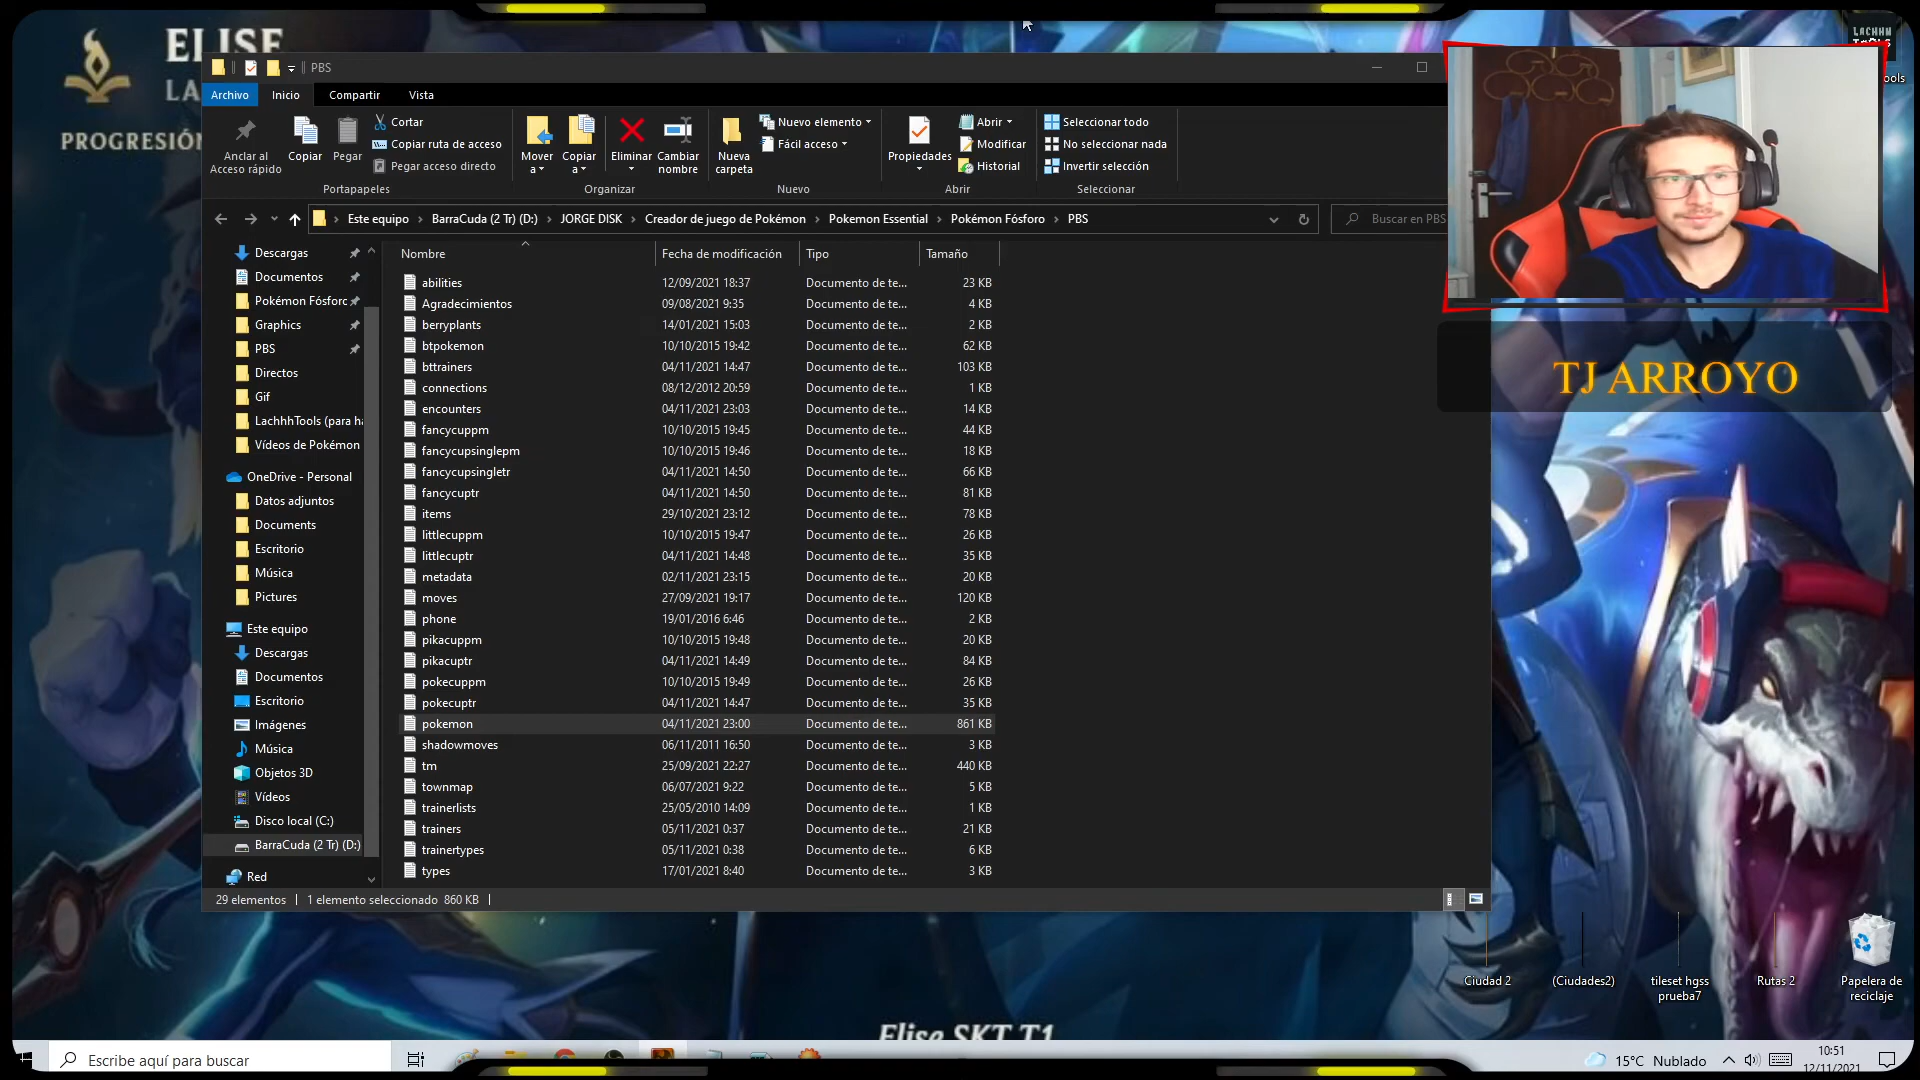 ELISE
PROGRESIÓN
PBS
Archivo
Inicio
Compartir
Vista
Anclar al
Acceso rápido
Copiar
Pegar
Cortar
Copiar ruta de acceso
Pegar acceso directo
Portapapeles
Mover
a
Copiar
a
Eliminar
Cambiar
nombre
Organizar
Nueva
carpeta
Nuevo elemento
Fácil acceso
Nuevo
Propiedades
Abrir
Modificar
Historial
Abrir
Seleccionar todo
No seleccionar nada
Invertir selección
Seleccionar
Este equipo > BarraCuda (2 Tr) (D:) > JORGE DISK > Creador de juego de Pokémon > Pokemon Essential > Pokémon Fósforo > PBS
Buscar en PBS
Descargas
Documentos
Pokémon Fósforo
Graphics
PBS
Directos
Gif
LachhhTools (para ha
Vídeos de Pokémon
OneDrive - Personal
Datos adjuntos
Documents
Escritorio
Música
Pictures
Este equipo
Descargas
Documentos
Escritorio
Imágenes
Música
Objetos 3D
Vídeos
Disco local (C:)
BarraCuda (2 Tr) (D:)
Red
Nombre Fecha de modificación Tipo Tamaño
abilities 12/09/2021 18:37 Documento de te... 23 KB
Agradecimientos 09/08/2021 9:35 Documento de te... 4 KB
berryplants 14/01/2021 15:03 Documento de te... 2 KB
btpokemon 10/10/2015 19:42 Documento de te... 62 KB
bttrainers 04/11/2021 14:47 Documento de te... 103 KB
connections 08/12/2012 20:59 Documento de te... 1 KB
encounters 04/11/2021 23:03 Documento de te... 14 KB
fancycuppm 10/10/2015 19:45 Documento de te... 44 KB
fancycupsinglepm 10/10/2015 19:46 Documento de te... 18 KB
fancycupsingletr 04/11/2021 14:50 Documento de te... 66 KB
fancycuptr 04/11/2021 14:50 Documento de te... 81 KB
items 29/10/2021 23:12 Documento de te... 78 KB
littlecuppm 10/10/2015 19:47 Documento de te... 26 KB
littlecuptr 04/11/2021 14:48 Documento de te... 35 KB
metadata 02/11/2021 23:15 Documento de te... 20 KB
moves 27/09/2021 19:17 Documento de te... 120 KB
phone 19/01/2016 6:46 Documento de te... 2 KB
pikacuppm 10/10/2015 19:48 Documento de te... 20 KB
pikacuptr 04/11/2021 14:49 Documento de te... 84 KB
pokecuppm 10/10/2015 19:49 Documento de te... 26 KB
pokecuptr 04/11/2021 14:47 Documento de te... 35 KB
pokemon 04/11/2021 23:00 Documento de te... 861 KB
shadowmoves 06/11/2011 16:50 Documento de te... 3 KB
tm 25/09/2021 22:27 Documento de te... 440 KB
townmap 06/07/2021 9:22 Documento de te... 5 KB
trainerlists 25/05/2010 14:09 Documento de te... 1 KB
trainers 05/11/2021 0:37 Documento de te... 21 KB
trainertypes 05/11/2021 0:38 Documento de te... 6 KB
types 17/01/2021 8:40 Documento de te... 3 KB
29 elementos
1 elemento seleccionado 860 KB
TJ ARROYO
Ciudad 2
(Ciudades2)
tileset hgss
prueba7
Rutas 2
Papelera de
reciclaje
Elise SKT T1
Escribe aquí para buscar
15°C Nublado
10:51
12/11/2021